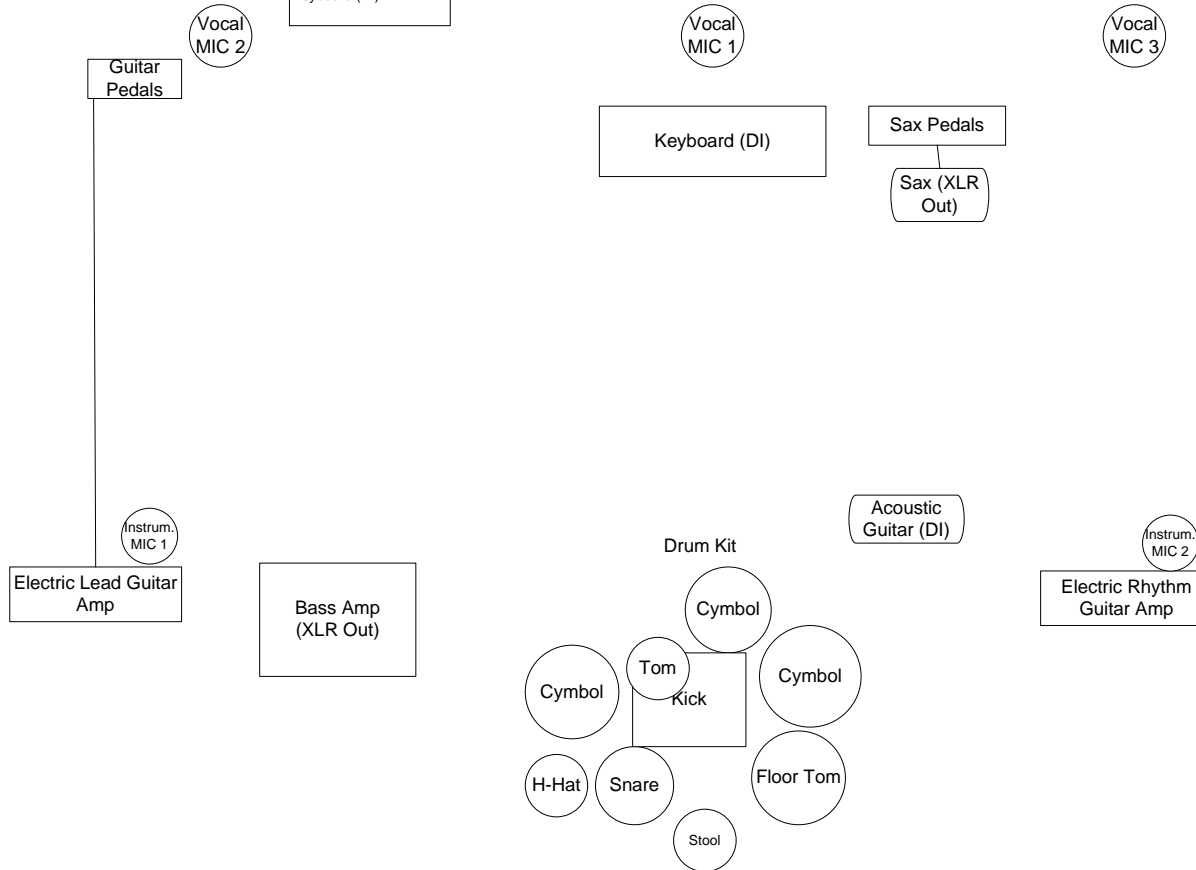 Vocal
MIC 2
Vocal
MIC 1
Vocal
MIC 3
Guitar
Pedals
Keyboard (DI)
Sax Pedals
Sax (XLR
Out)
Acoustic
Guitar (DI)
Instrum.
MIC 1
Instrum.
MIC 2
Drum Kit
Electric Lead Guitar
Amp
Bass Amp
(XLR Out)
Electric Rhythm
Guitar Amp
Cymbol
Tom
Kick
Cymbol
Cymbol
H-Hat
Snare
Floor Tom
Stool